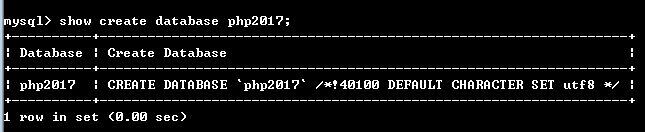 mysql> show create database php2017;
+----------+------------------------------------------------------------------+
| Database | Create Database                                                  |
+----------+------------------------------------------------------------------+
| php2017  | CREATE DATABASE `php2017` /*!40100 DEFAULT CHARACTER SET utf8 */ |
+----------+------------------------------------------------------------------+
1 row in set (0.00 sec)